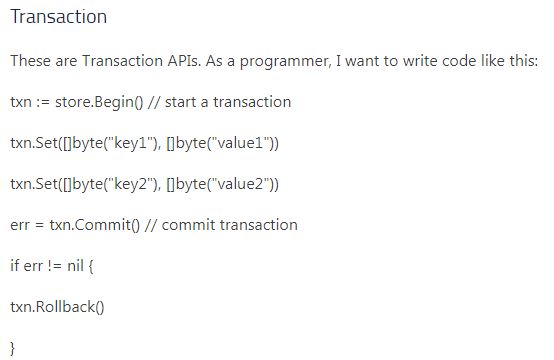 Transaction
These are Transaction APIs. As a programmer, I want to write code like this:
txn := store.Begin() // start a transaction
txn.Set([]byte("key1"), []byte("value1"))
txn.Set([]byte("key2"), []byte("value2"))
err = txn.Commit() // commit transaction
if err != nil {
txn.Rollback()
}